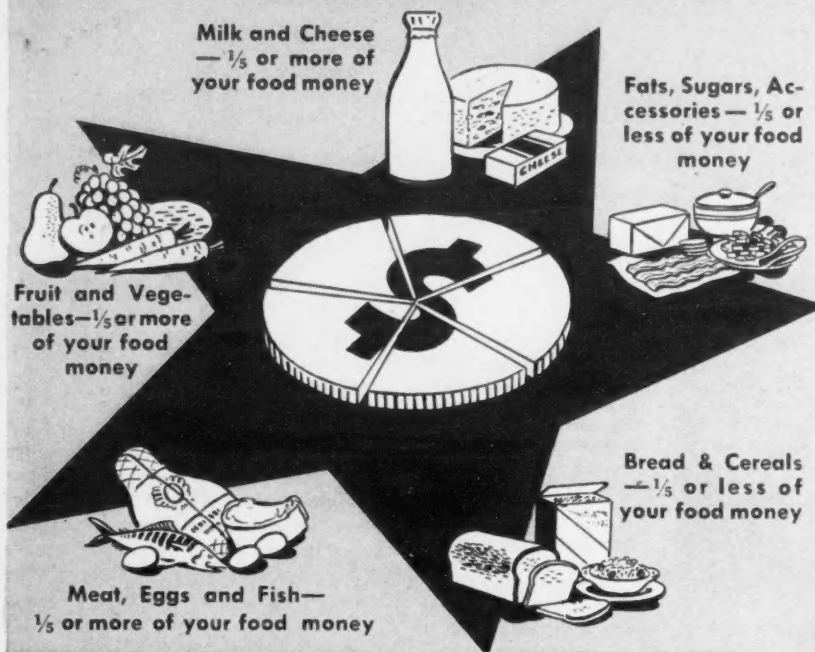 Milk and Cheese
— 1/5 or more of
your food money
Fats, Sugars, Ac-
cessories — 1/5 or
less of your food
money
CHEESE
$
Fruit and Vege-
tables—1/5 or more
of your food
money
Bread & Cereals
—1/5 or less of
your food money
Meat, Eggs and Fish—
1/5 or more of your food money